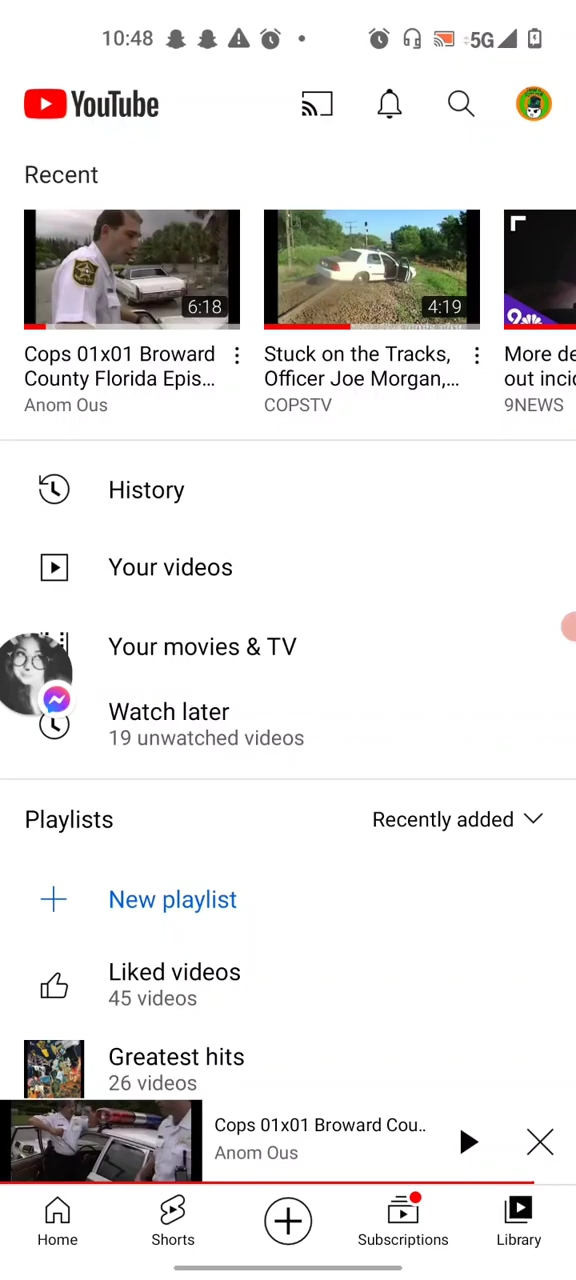 10:48
5G
YouTube
Recent
6:18
4:19
Cops 01x01 Broward
County Florida Epis...
Anom Ous
Stuck on the Tracks,
Officer Joe Morgan,...
COPSTV
More de
out incid
9NEWS
History
Your videos
Your movies & TV
Watch later
19 unwatched videos
Playlists
Recently added
New playlist
Liked videos
45 videos
Greatest hits
26 videos
Cops 01x01 Broward Cou..
Anom Ous
Home
Shorts
Subscriptions
Library